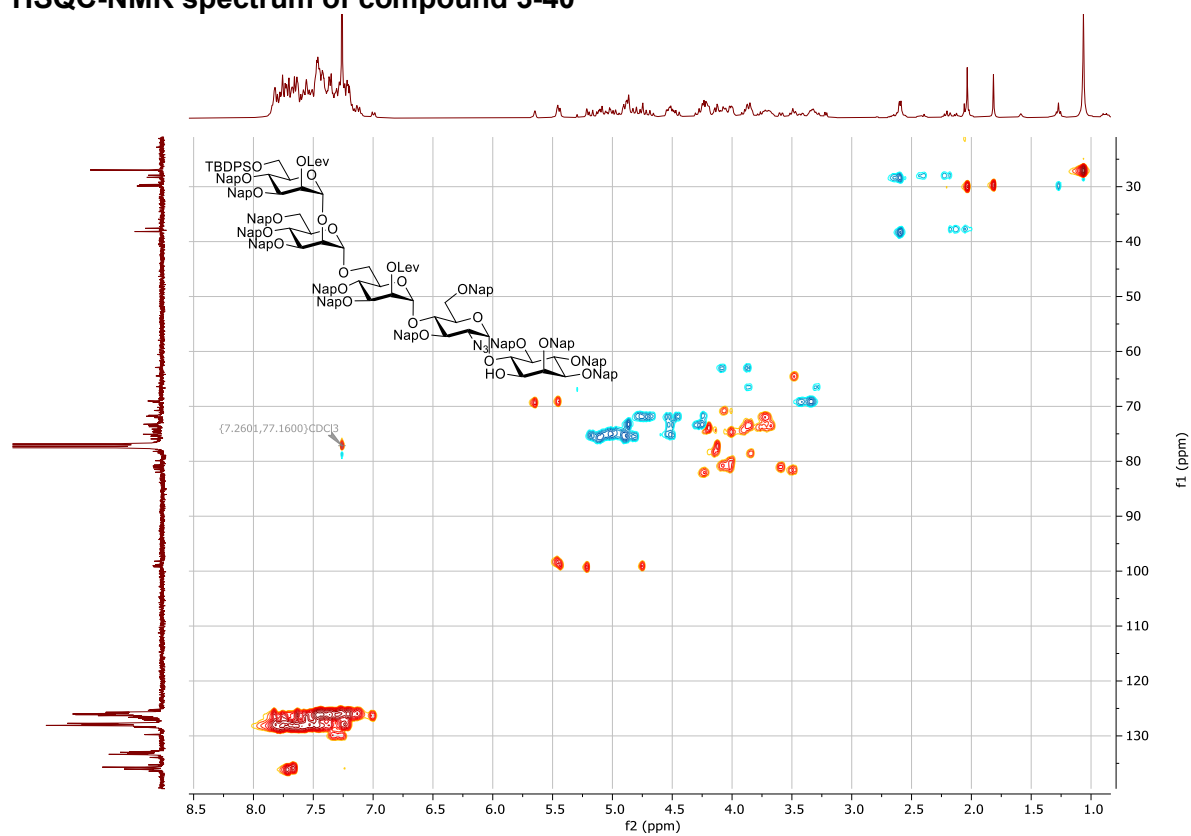 HSQC-NMR spectrum of compound 5-40
TBDPSO
OLev
O
NapO
NapO
O
NapO
O
NapO
NapO
O
OLev
O
NapO
NapO
O
ONap
O
NapO
N3
NapO
ONap
O
ONap
HO
ONap
{7.2601,77.1600}CDCl3
30
40
50
60
70
80
90
100
110
120
130
f1 (ppm)
8.5 8.0 7.5 7.0 6.5 6.0 5.5 5.0 4.5 4.0 3.5 3.0 2.5 2.0 1.5 1.0
f2 (ppm)